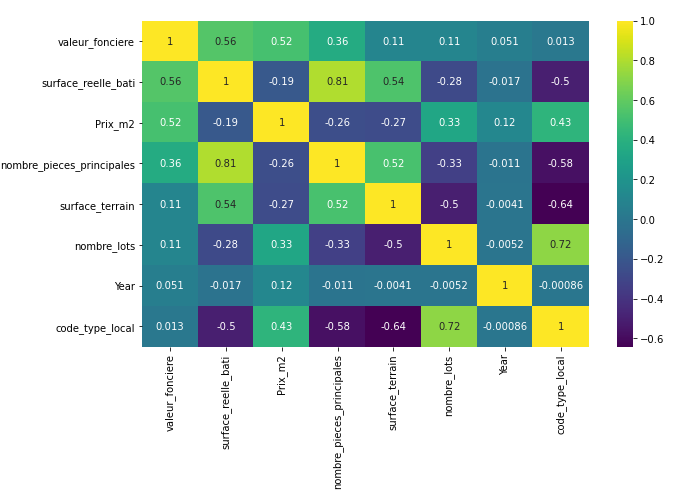 valeur_fonciere 1 0.56 0.52 0.36 0.11 0.11 0.051 0.013
surface_reelle_bati 0.56 1 -0.19 0.81 0.54 -0.28 -0.017 -0.5
Prix_m2 0.52 -0.19 1 -0.26 -0.27 0.33 0.12 0.43
nombre_pieces_principales 0.36 0.81 -0.26 1 0.52 -0.33 -0.011 -0.58
surface_terrain 0.11 0.54 -0.27 0.52 1 -0.5 -0.0041 -0.64
nombre_lots 0.11 -0.28 0.33 -0.33 -0.5 1 -0.0052 0.72
Year 0.051 -0.017 0.12 -0.011 -0.0041 -0.0052 1 -0.00086
code_type_local 0.013 -0.5 0.43 -0.58 -0.64 0.72 -0.00086 1
valeur_fonciere
surface_reelle_bati
Prix_m2
nombre_pieces_principales
surface_terrain
nombre_lots
Year
code_type_local
1.0
0.8
0.6
0.4
0.2
0.0
−0.2
−0.4
−0.6